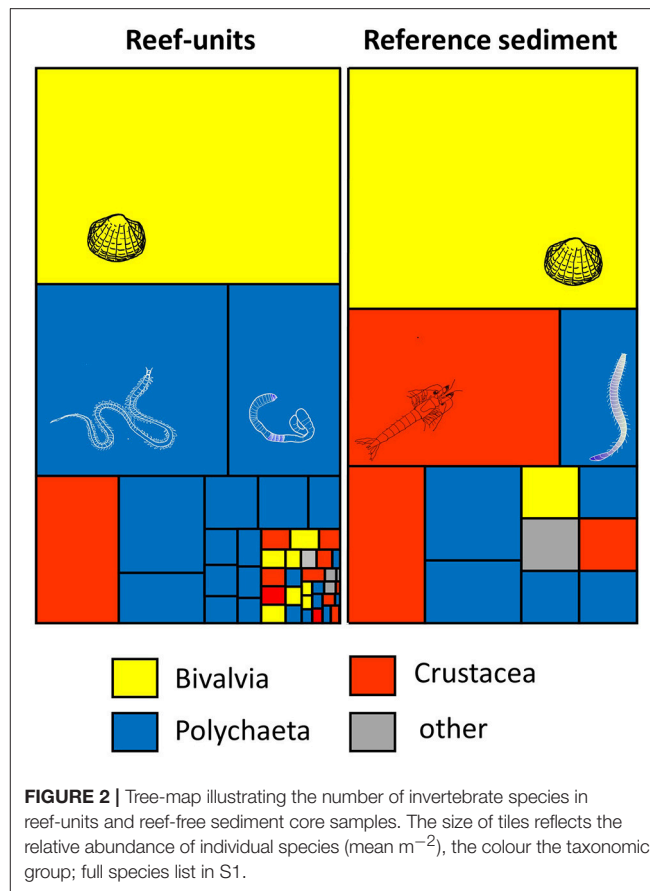 Reef-units
Reference sediment
Bivalvia
Crustacea
Polychaeta
other
FIGURE 2 | Tree-map illustrating the number of invertebrate species in
reef-units and reef-free sediment core samples. The size of tiles reflects the
relative abundance of individual species (mean m⁻²), the colour the taxonomic
group; full species list in S1.